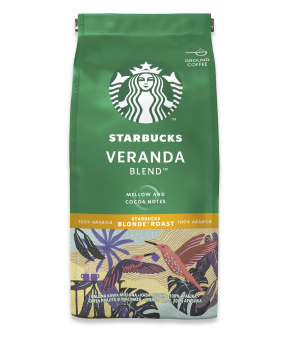 GROUND
COFFEE
STARBUCKS
VERANDA
BLEND™
MELLOW AND
COCOA NOTES
100% ARABICA
STARBUCKS
BLONDE® ROAST
100% ARABICA